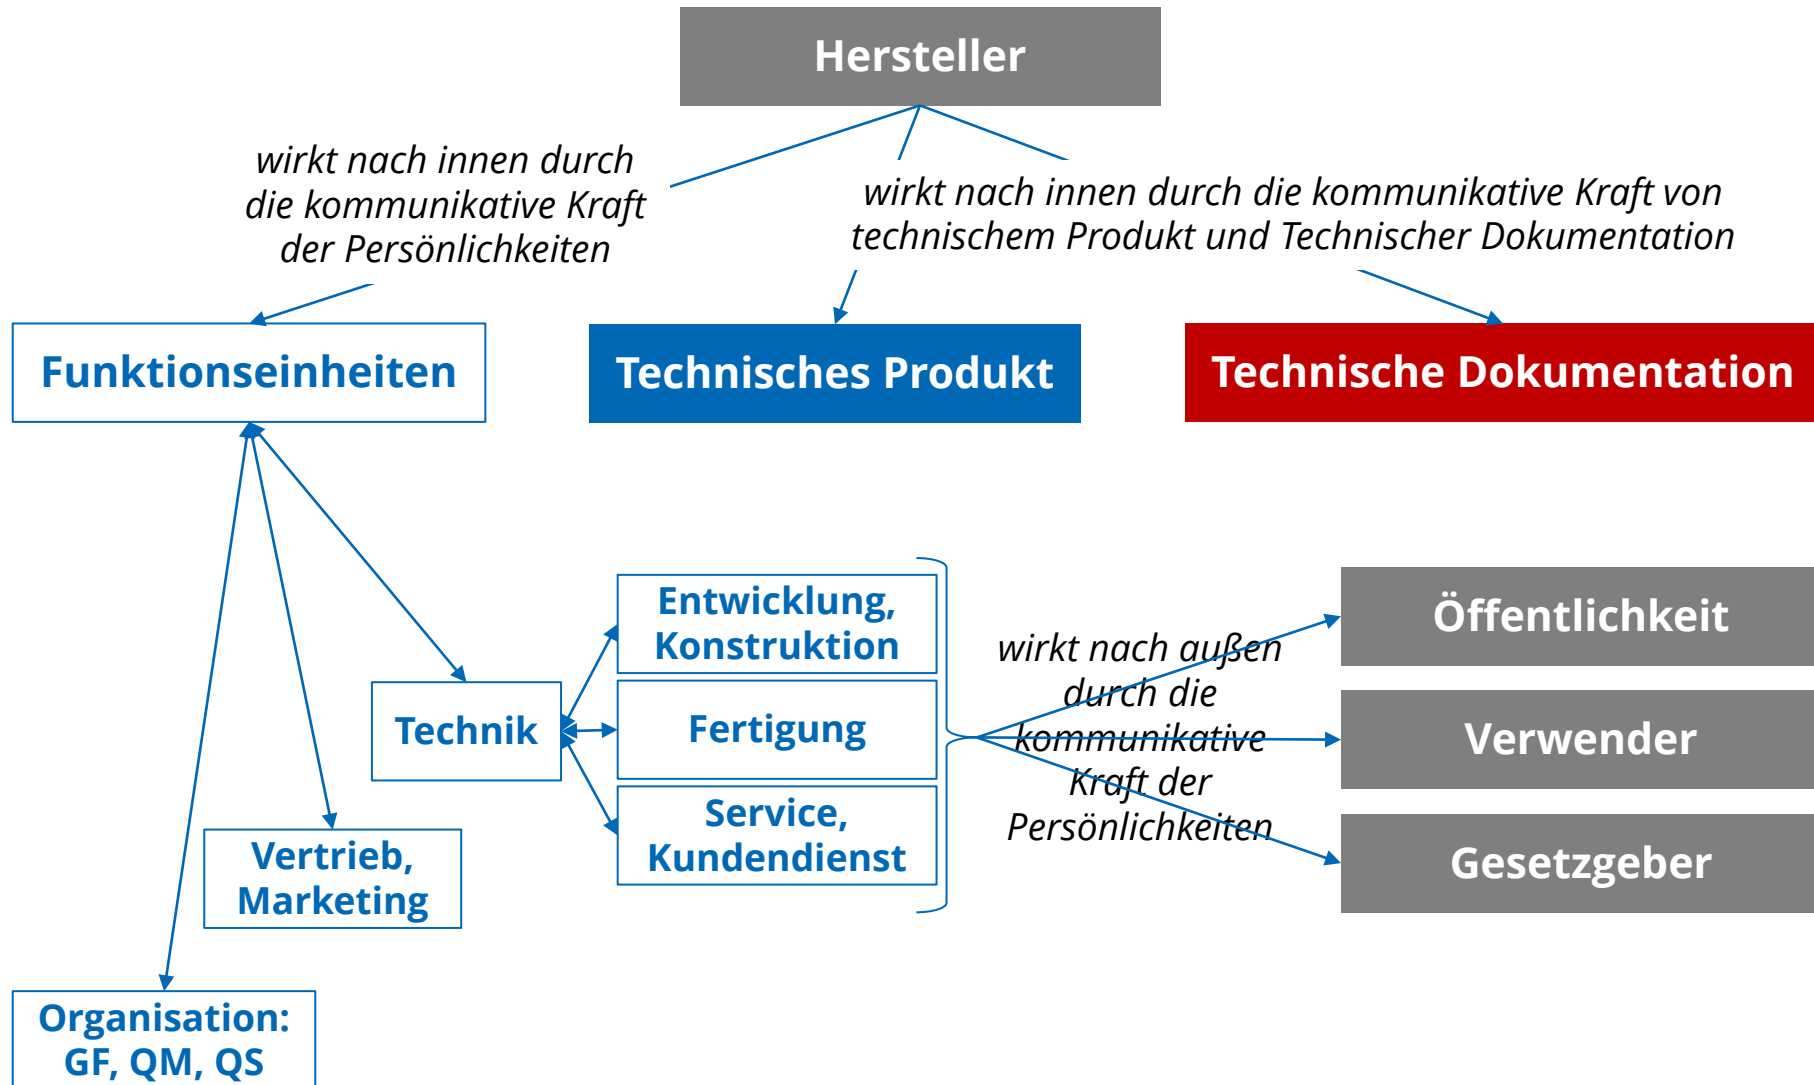 Hersteller
wirkt nach innen durch
die kommunikative Kraft
der Persönlichkeiten
wirkt nach innen durch die kommunikative Kraft von
technischem Produkt und Technischer Dokumentation
Funktionseinheiten
Technisches Produkt
Technische Dokumentation
Entwicklung,
Konstruktion
Technik
Fertigung
Service,
Kundendienst
wirkt nach außen
durch die
kommunikative
Kraft der
Persönlichkeiten
Öffentlichkeit
Verwender
Gesetzgeber
Vertrieb,
Marketing
Organisation:
GF, QM, QS